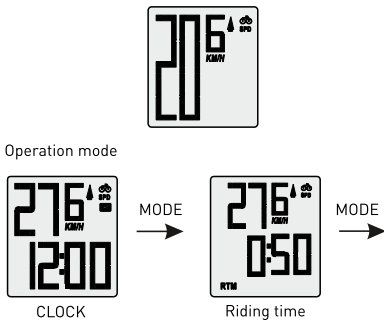 20 6 SPD
KM/H
Operation mode
27 6 SPD
KM/H
12:00
MODE
CLOCK
27 6 SPD
KM/H
0:50
RTM
MODE
Riding time